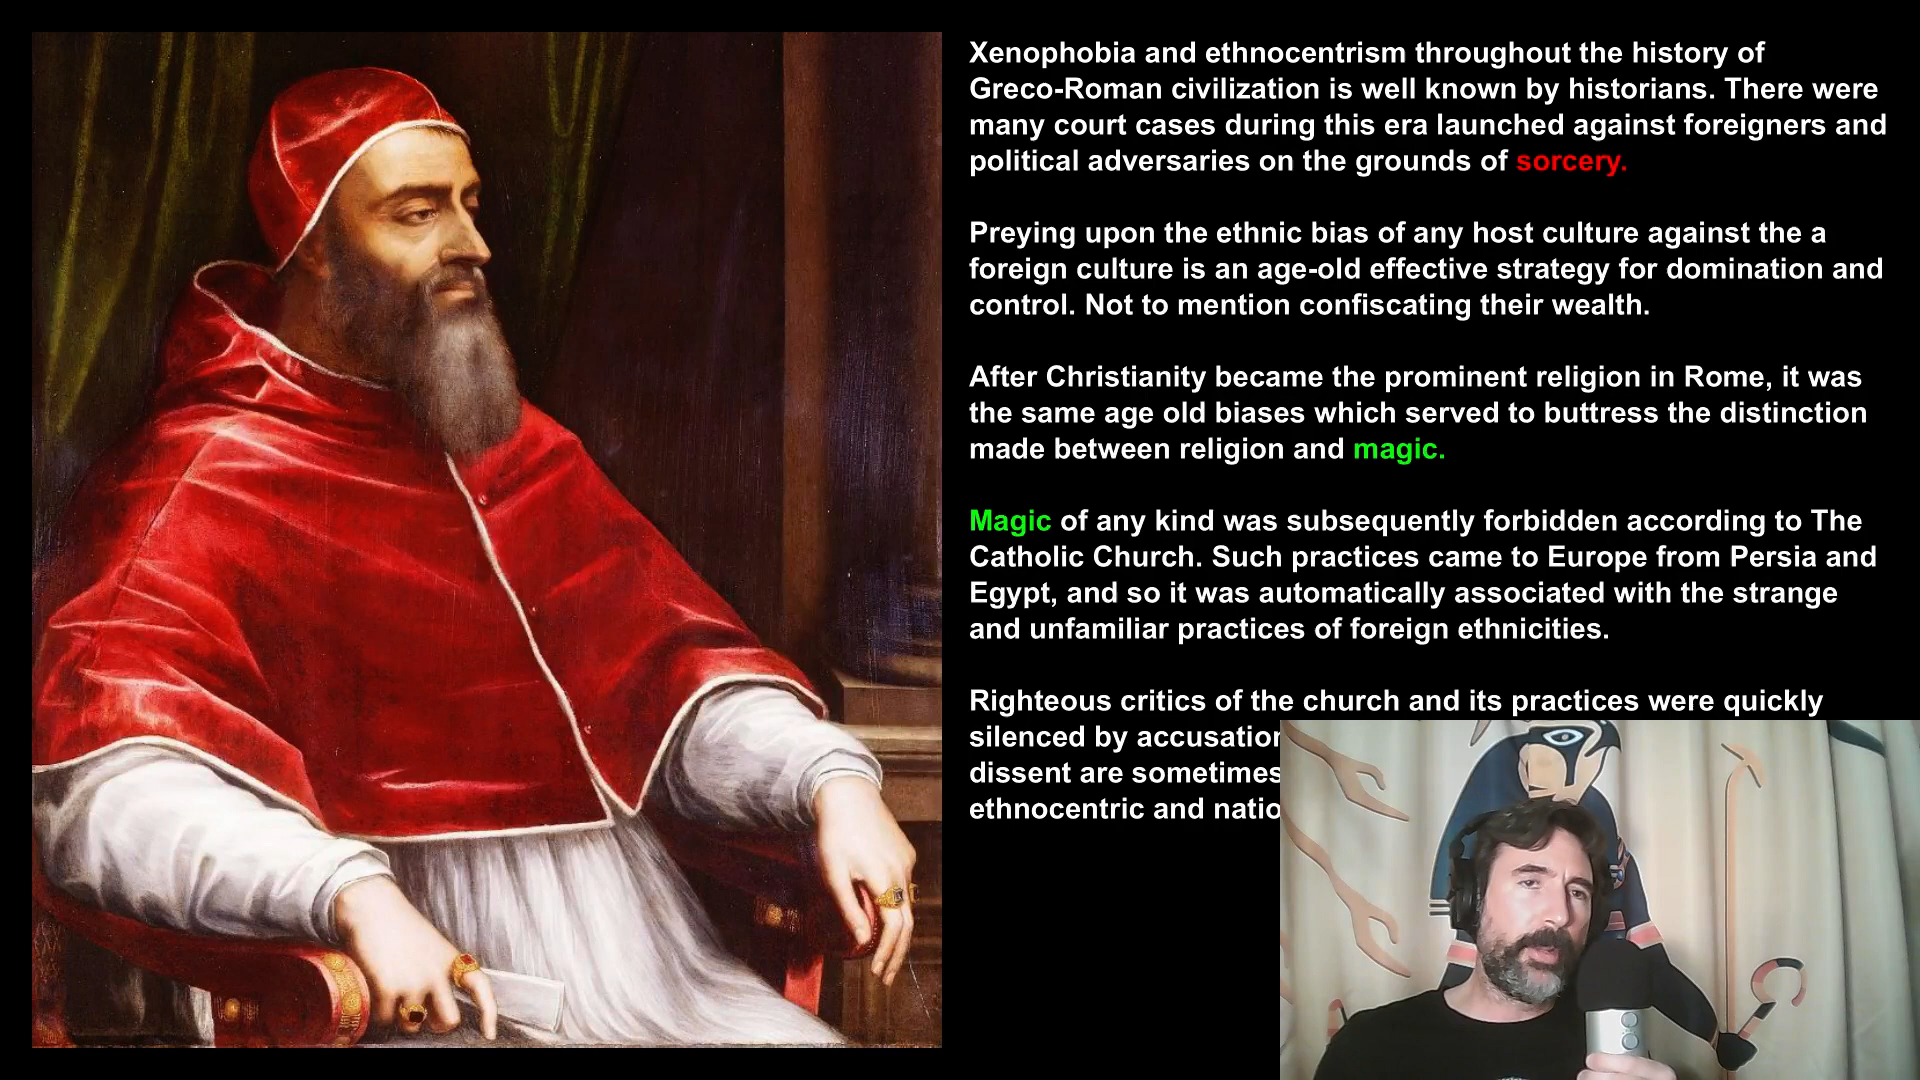 Xenophobia and ethnocentrism throughout the history of
Greco-Roman civilization is well known by historians. There were
many court cases during this era launched against foreigners and
political adversaries on the grounds of sorcery.
Preying upon the ethnic bias of any host culture against the a
foreign culture is an age-old effective strategy for domination and
control. Not to mention confiscating their wealth.
After Christianity became the prominent religion in Rome, it was
the same age old biases which served to buttress the distinction
made between religion and magic.
Magic of any kind was subsequently forbidden according to The
Catholic Church. Such practices came to Europe from Persia and
Egypt, and so it was automatically associated with the strange
and unfamiliar practices of foreign ethnicities.
Righteous critics of the church and its practices were quickly
silenced by
dissent are sometimes
ethnocentric and